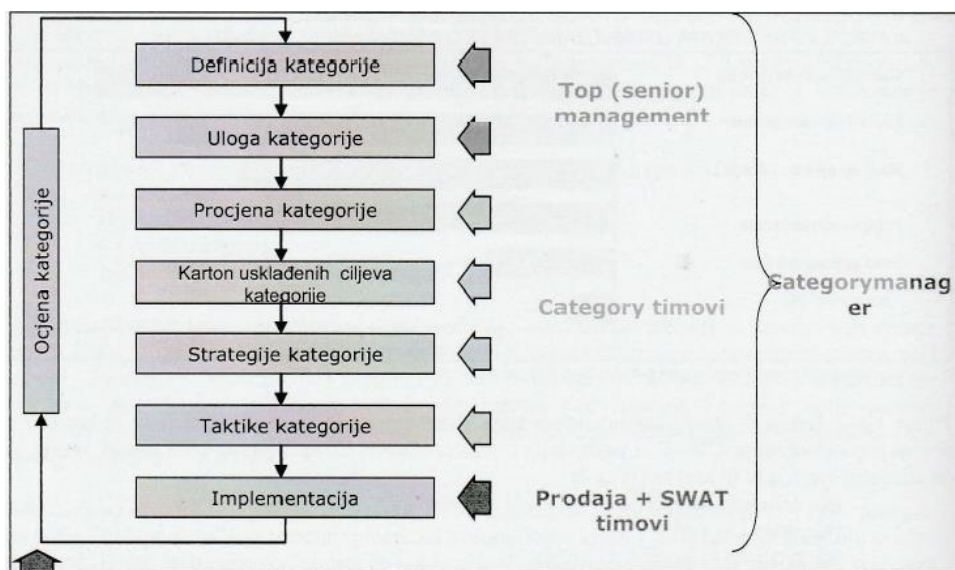 Definicija kategorije
Uloga kategorije
Procjena kategorije
Karton usklađenih ciljeva
kategorije
Strategije kategorije
Taktike kategorije
Implementacija
Ocjena kategorije
Top (senior)
management
Category timovi
Prodaja + SWAT
timovi
Categorymanag
er